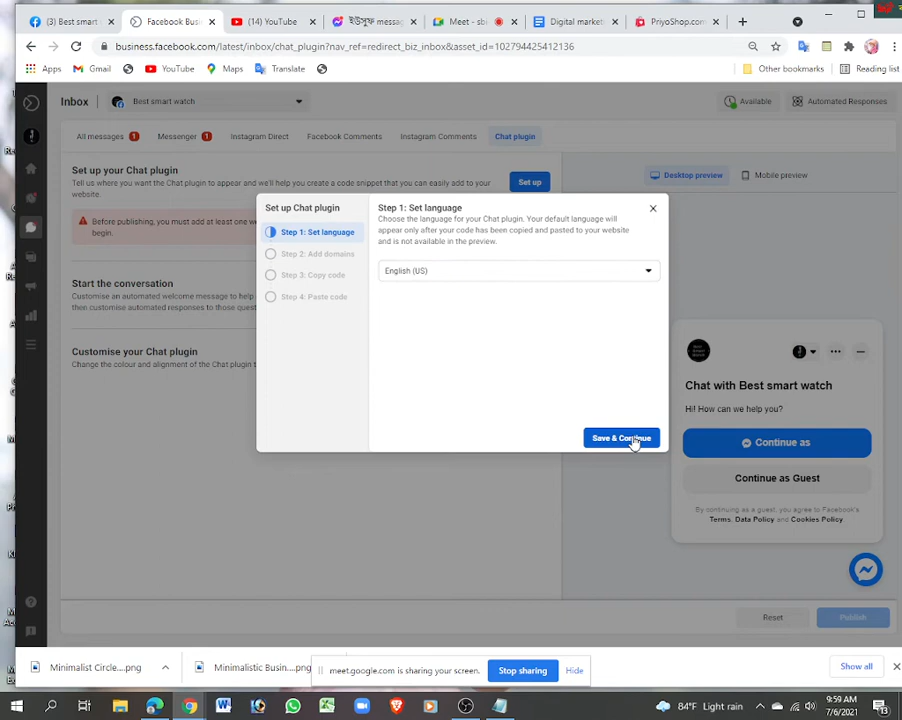 (3) Best smart
Facebook Busi
(14) YouTube
ইউসুফ messag
Meet - sbi
Digital market
PriyoShop.com
business.facebook.com/latest/inbox/chat_plugin?nav_ref=redirect_biz_inbox&asset_id=102794425412136
Apps
Gmail
YouTube
Maps
Translate
Other bookmarks
Reading list
Inbox
Best smart watch
Available
Automated Responses
All messages 1
Messenger 1
Instagram Direct
Facebook Comments
Instagram Comments
Chat plugin
Set up your Chat plugin
Tell us where you want the Chat plugin to appear and we'll help you create a code snippet that you can easily add to your
website.
Set up
Before publishing, you must add at least one w
begin.
Start the conversation
Customise an automated welcome message to help
then customise automated responses to those ques
Customise your Chat plugin
Change the colour and alignment of the Chat plugin t
Set up Chat plugin
Step 1: Set language
Step 2: Add domains
Step 3: Copy code
Step 4: Paste code
Step 1: Set language
Choose the language for your Chat plugin. Your default language will
appear only after your code has been copied and pasted to your website
and is not available in the preview.
English (US)
Save & Continue
Desktop preview
Mobile preview
Chat with Best smart watch
Hi! How can we help you?
Continue as
Continue as Guest
By continuing as a guest, you agree to Facebook's
Terms, Data Policy and Cookies Policy.
Reset
Publish
Minimalist Circle....png
Minimalistic Busin....png
meet.google.com is sharing your screen.
Stop sharing
Hide
Show all
84°F Light rain
9:59 AM
7/6/2021
13